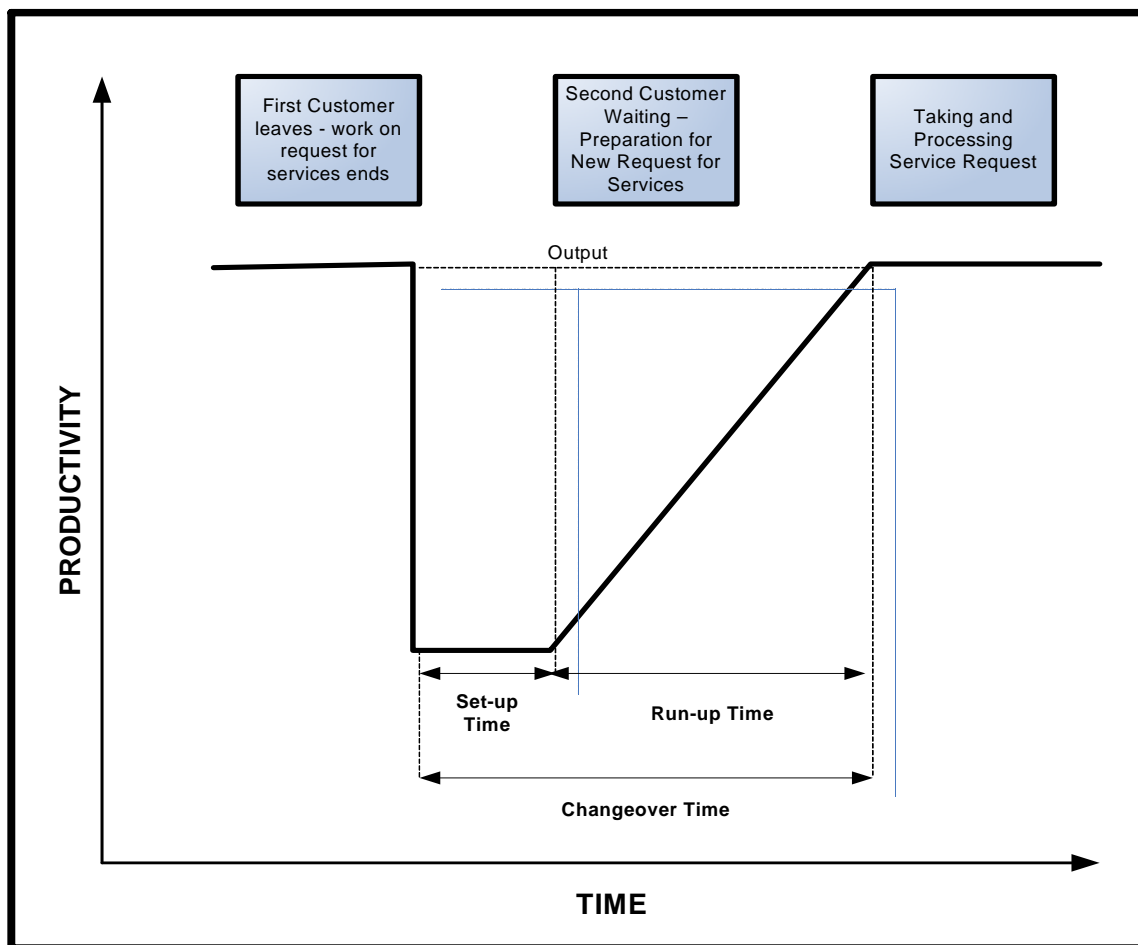 First Customer
leaves - work on
request for
services ends
Second Customer
Waiting –
Preparation for
New Request for
Services
Taking and
Processing
Service Request
Output
PRODUCTIVITY
Set-up
Time
Run-up Time
Changeover Time
TIME